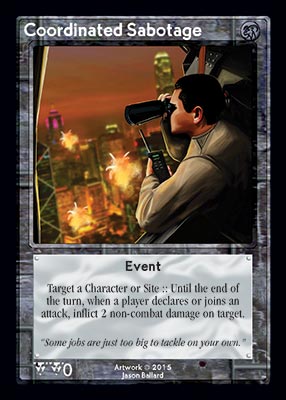 Coordinated Sabotage
Event
Target a Character or Site :: Until the end of
the turn, when a player declares or joins an
attack, inflict 2 non-combat damage on target.
"Some jobs are just too big to tackle on your own."
0
Artwork © 2015
Jason Ballard